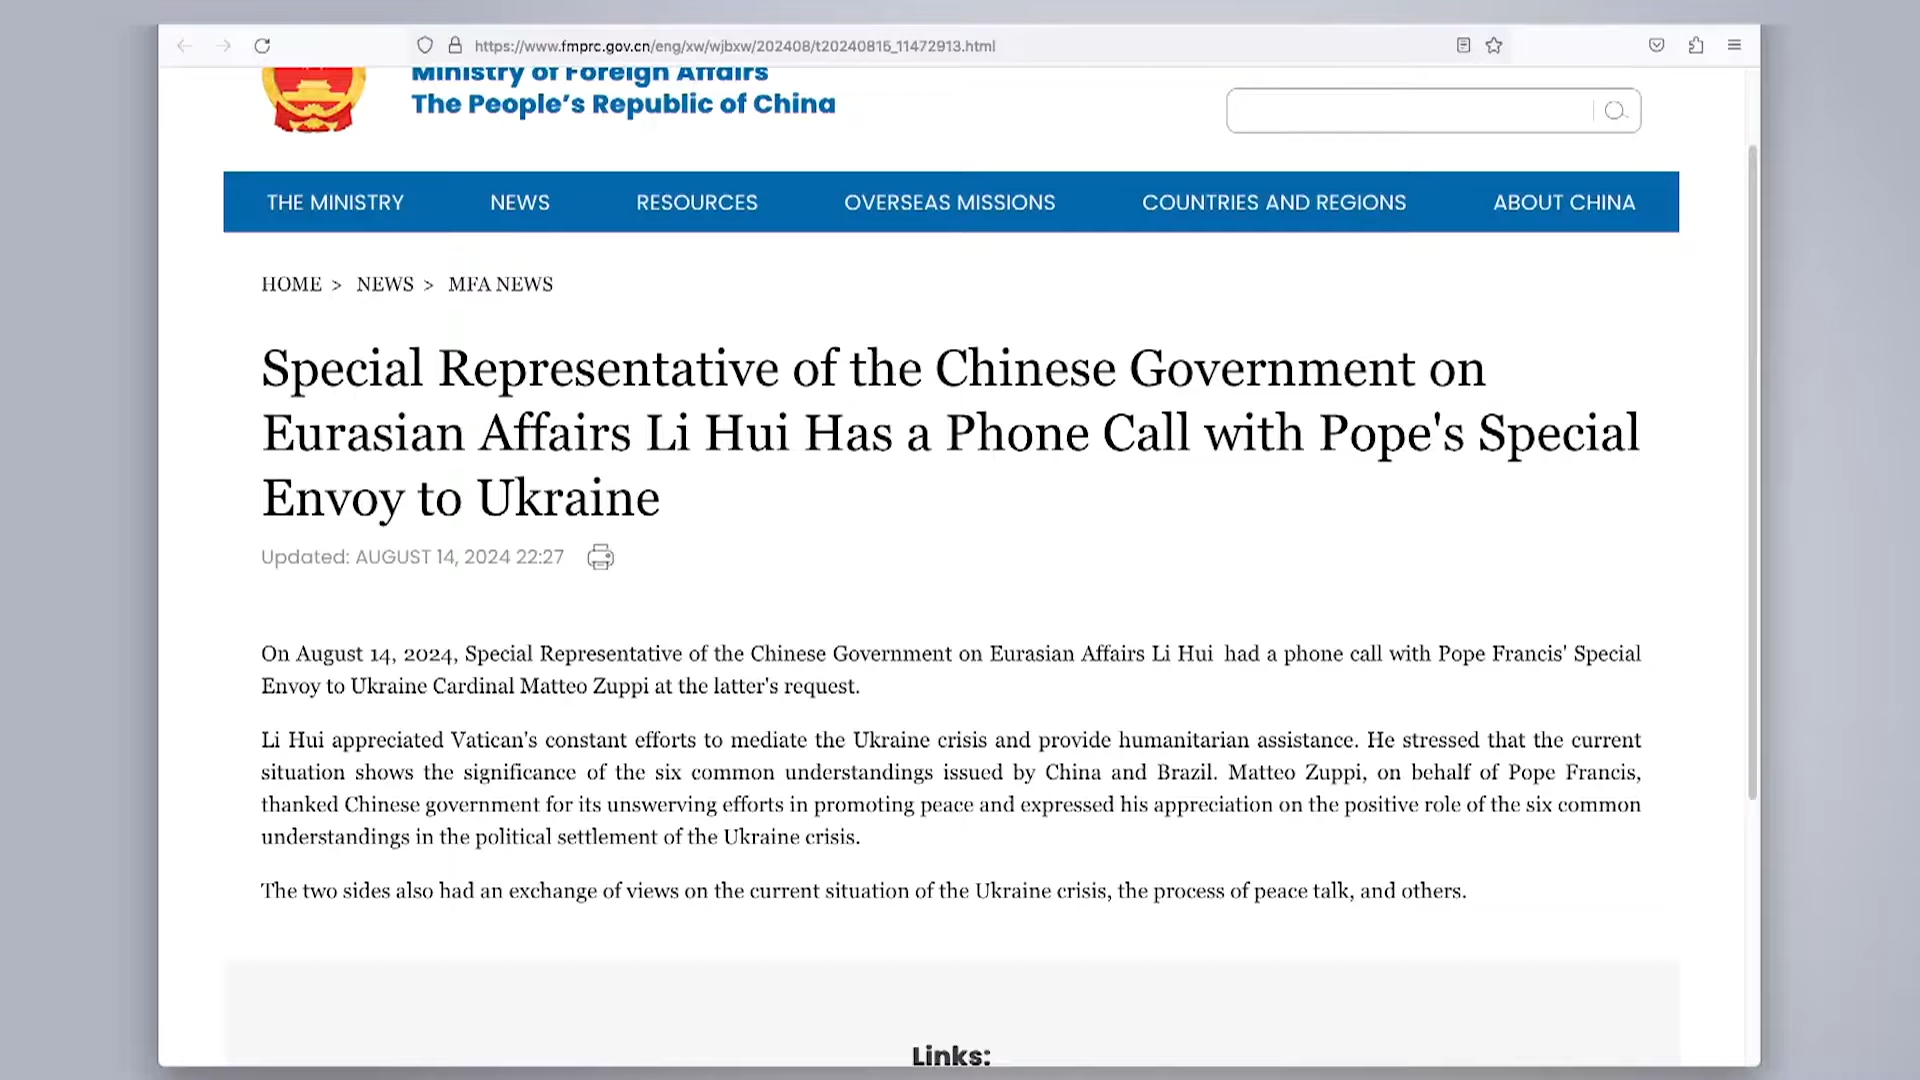 https://www.fmprc.gov.cn/eng/xw/wjbxw/202408/t20240815_11472913.html
Ministry of Foreign Affairs
The People's Republic of China
THE MINISTRY NEWS RESOURCES OVERSEAS MISSIONS COUNTRIES AND REGIONS ABOUT CHINA
HOME > NEWS > MFA NEWS
Special Representative of the Chinese Government on
Eurasian Affairs Li Hui Has a Phone Call with Pope's Special
Envoy to Ukraine
Updated: AUGUST 14, 2024 22:27
On August 14, 2024, Special Representative of the Chinese Government on Eurasian Affairs Li Hui had a phone call with Pope Francis' Special
Envoy to Ukraine Cardinal Matteo Zuppi at the latter's request.
Li Hui appreciated Vatican's constant efforts to mediate the Ukraine crisis and provide humanitarian assistance. He stressed that the current
situation shows the significance of the six common understandings issued by China and Brazil. Matteo Zuppi, on behalf of Pope Francis,
thanked Chinese government for its unswerving efforts in promoting peace and expressed his appreciation on the positive role of the six common
understandings in the political settlement of the Ukraine crisis.
The two sides also had an exchange of views on the current situation of the Ukraine crisis, the process of peace talk, and others.
Links: